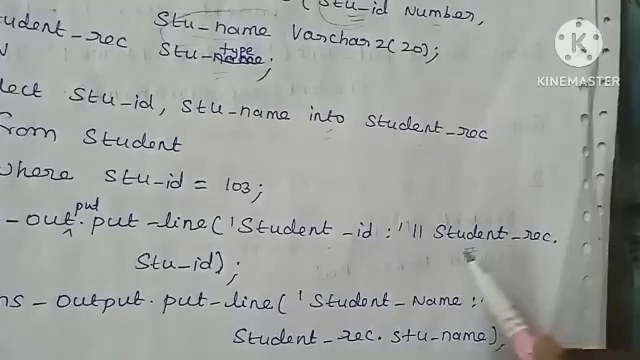 (Stu-id Number,
Stu-name Varchar2(20);
student-rec Stu-type;
KINEMASTER
lect stu-id, stu-name into student-rec
from Student
where stu-id = 103;
-output.put-line('Student-id:'|| Student-rec.
Stu-id);
ns-output.put-line('Student-Name:'
Student-rec.stu-name),